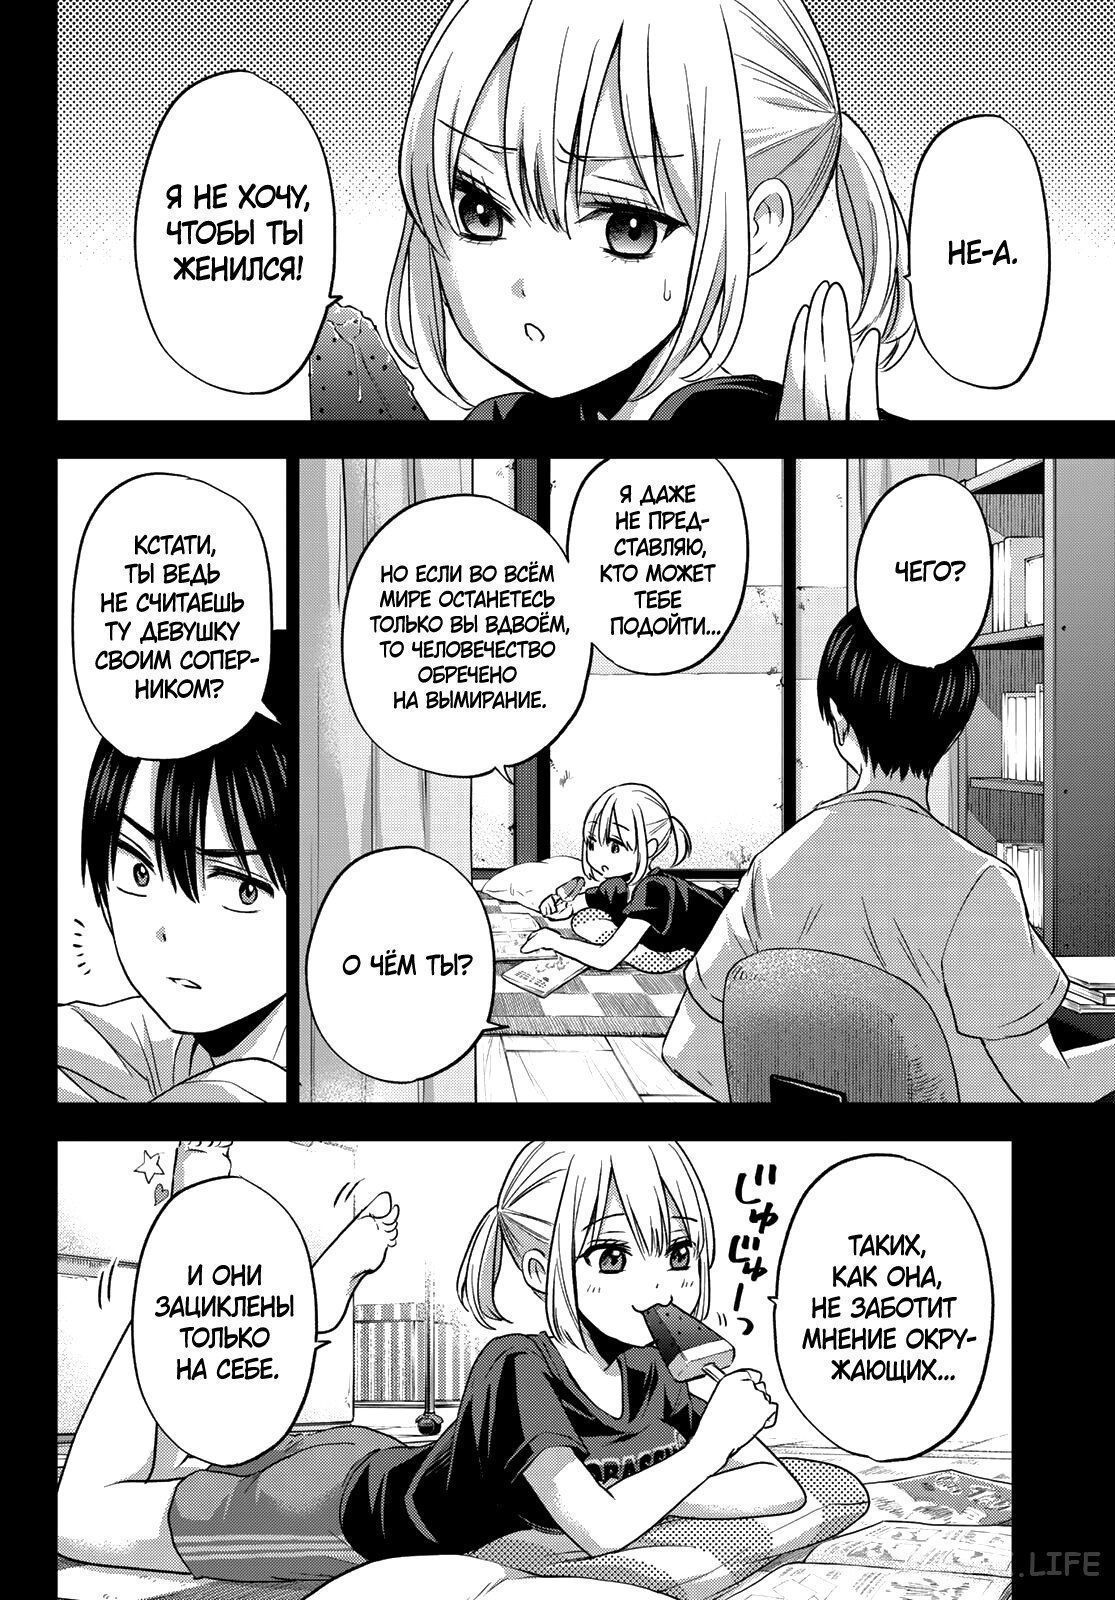 НЕ-А.
Я НЕ ХОЧУ,
ЧТОБЫ ТЫ
ЖЕНИЛСЯ!
ЧЕГО?
Я ДАЖЕ
НЕ ПРЕД-
СТАВЛЯЮ,
КТО МОЖЕТ
ТЕБЕ
ПОДОЙТИ...
НО ЕСЛИ ВО ВСЁМ
МИРЕ ОСТАНЕТЕСЬ
ТОЛЬКО ВЫ ВДВОЁМ,
ТО ЧЕЛОВЕЧЕСТВО
ОБРЕЧЕНО
НА ВЫМИРАНИЕ.
О ЧЁМ ТЫ?
КСТАТИ,
ТЫ ВЕДЬ
НЕ СЧИТАЕШЬ
ТУ ДЕВУШКУ
СВОИМ СОПЕР-
НИКОМ?
ТАКИХ,
КАК ОНА,
НЕ ЗАБОТИТ
МНЕНИЕ ОКРУ-
ЖАЮЩИХ...
じゅじゅーっ
И ОНИ
ЗАЦИКЛЕНЫ
ТОЛЬКО
НА СЕБЕ.
.LIFE